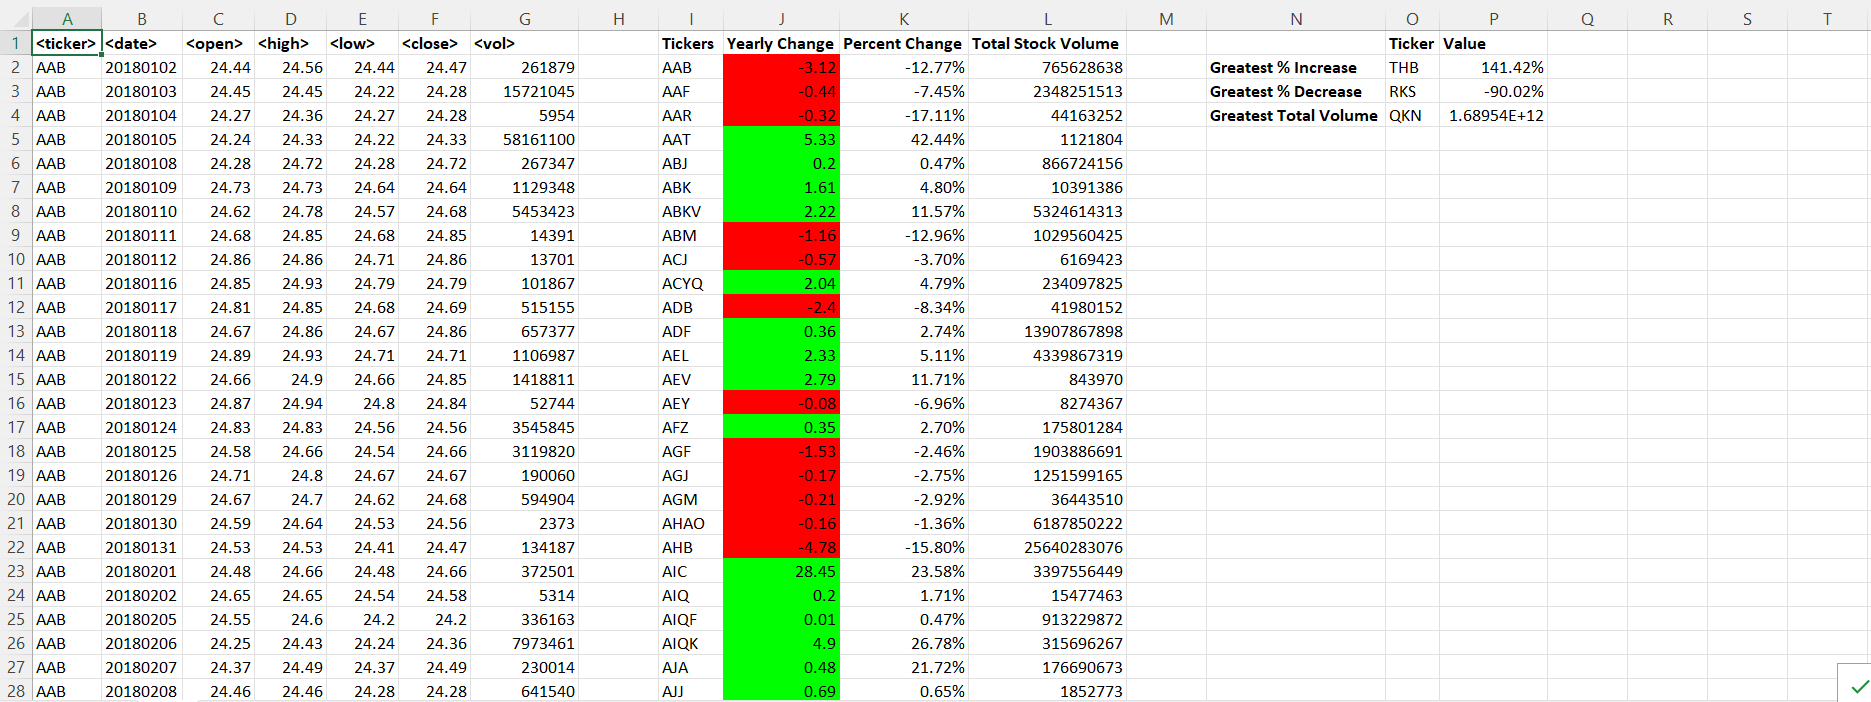 A B C D E F G H I J K L M N O P Q R S T
1 <ticker> <date> <open> <high> <low> <close> <vol> Tickers Yearly Change Percent Change Total Stock Volume Ticker Value
2 AAB 20180102 24.44 24.56 24.44 24.47 261879 AAB -3.12 -12.77% 765628638 Greatest % Increase THB 141.42%
3 AAB 20180103 24.45 24.45 24.22 24.28 15721045 AAF -0.44 -7.45% 2348251513 Greatest % Decrease RKS -90.02%
4 AAB 20180104 24.27 24.36 24.27 24.28 5954 AAR -0.32 -17.11% 44163252 Greatest Total Volume QKN 1.68954E+12
5 AAB 20180105 24.24 24.33 24.22 24.33 58161100 AAT 5.33 42.44% 1121804
6 AAB 20180108 24.28 24.72 24.28 24.72 267347 ABJ 0.2 0.47% 866724156
7 AAB 20180109 24.73 24.73 24.64 24.64 1129348 ABK 1.61 4.80% 10391386
8 AAB 20180110 24.62 24.78 24.57 24.68 5453423 ABKV 2.22 11.57% 5324614313
9 AAB 20180111 24.68 24.85 24.68 24.85 14391 ABM -1.16 -12.96% 1029560425
10 AAB 20180112 24.86 24.86 24.71 24.86 13701 ACJ -0.57 -3.70% 6169423
11 AAB 20180116 24.85 24.93 24.79 24.79 101867 ACYQ 2.04 4.79% 234097825
12 AAB 20180117 24.81 24.85 24.68 24.69 515155 ADB -2.4 -8.34% 41980152
13 AAB 20180118 24.67 24.86 24.67 24.86 657377 ADF 0.36 2.74% 13907867898
14 AAB 20180119 24.89 24.93 24.71 24.71 1106987 AEL 2.33 5.11% 4339867319
15 AAB 20180122 24.66 24.9 24.66 24.85 1418811 AEV 2.79 11.71% 843970
16 AAB 20180123 24.87 24.94 24.8 24.84 52744 AEY -0.08 -6.96% 8274367
17 AAB 20180124 24.83 24.83 24.56 24.56 3545845 AFZ 0.35 2.70% 175801284
18 AAB 20180125 24.58 24.66 24.54 24.66 3119820 AGF -1.53 -2.46% 1903886691
19 AAB 20180126 24.71 24.8 24.67 24.67 190060 AGJ -0.17 -2.75% 1251599165
20 AAB 20180129 24.67 24.7 24.62 24.68 594904 AGM -0.21 -2.92% 36443510
21 AAB 20180130 24.59 24.64 24.53 24.56 2373 AHAO -0.16 -1.36% 6187850222
22 AAB 20180131 24.53 24.53 24.41 24.47 134187 AHB -4.78 -15.80% 25640283076
23 AAB 20180201 24.48 24.66 24.48 24.66 372501 AIC 28.45 23.58% 3397556449
24 AAB 20180202 24.65 24.65 24.54 24.58 5314 AIQ 0.2 1.71% 15477463
25 AAB 20180205 24.55 24.6 24.2 24.2 336163 AIQF 0.01 0.47% 913229872
26 AAB 20180206 24.25 24.43 24.24 24.36 7973461 AIQK 4.9 26.78% 315696267
27 AAB 20180207 24.37 24.49 24.37 24.49 230014 AJA 0.48 21.72% 176690673
28 AAB 20180208 24.46 24.46 24.28 24.28 641540 AJJ 0.69 0.65% 1852773